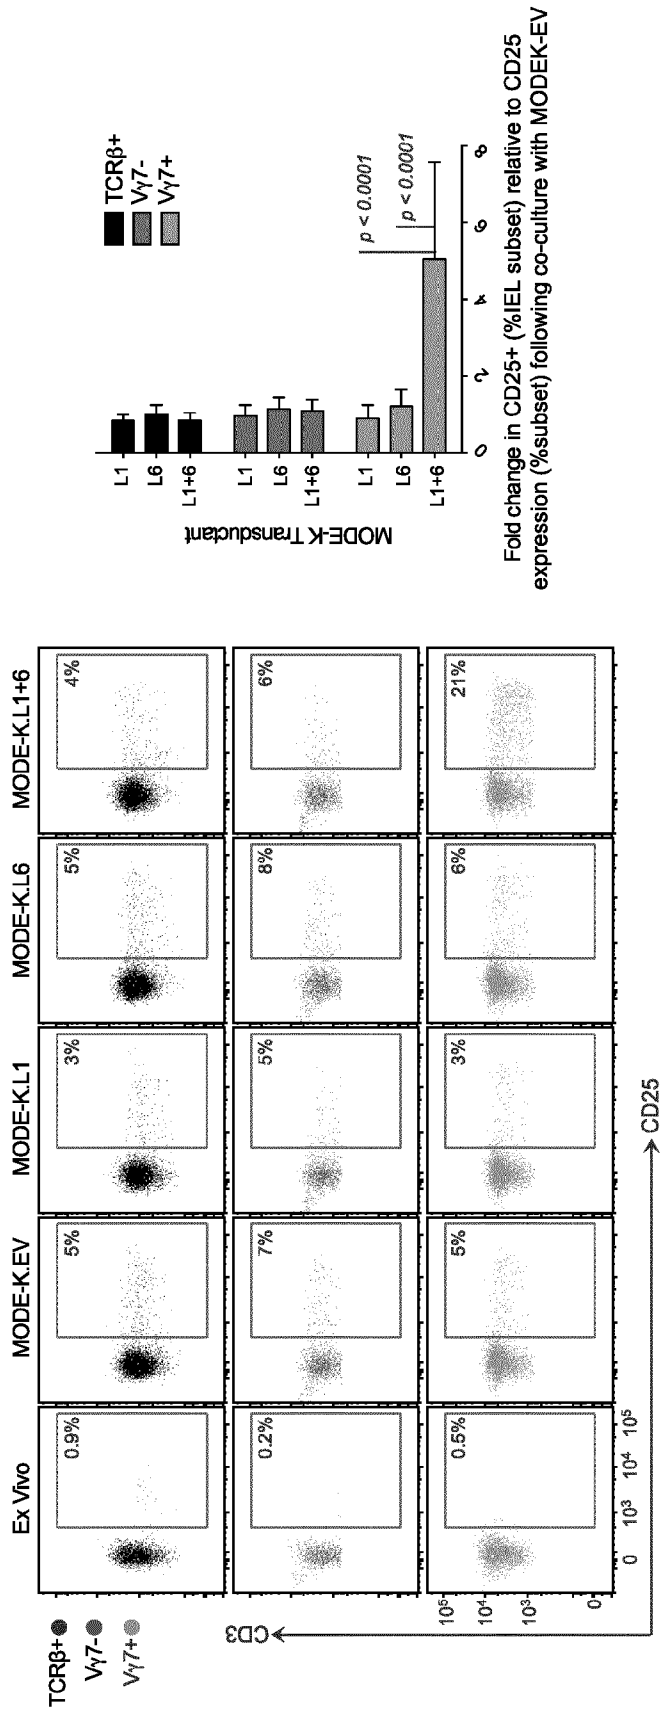 TCRβ+
Vγ7-
Vγ7+
Ex Vivo
MODE-K.EV
MODE-K.L1
MODE-K.L6
MODE-K.L1+6
0.9%
5%
3%
5%
4%
0.2%
7%
5%
8%
6%
0.5%
5%
3%
6%
21%
10⁵
10⁴
10³
0
0
10³
10⁴
10⁵
CD3
CD25
TCRβ+
Vγ7-
Vγ7+
MODE-K Transductant
L1
L6
L1+6
L1
L6
L1+6
L1
L6
L1+6
p < 0.0001
p < 0.0001
0
2
4
6
8
Fold change in CD25+ (%IEL subset) relative to CD25
expression (%subset) following co-culture with MODEK-EV